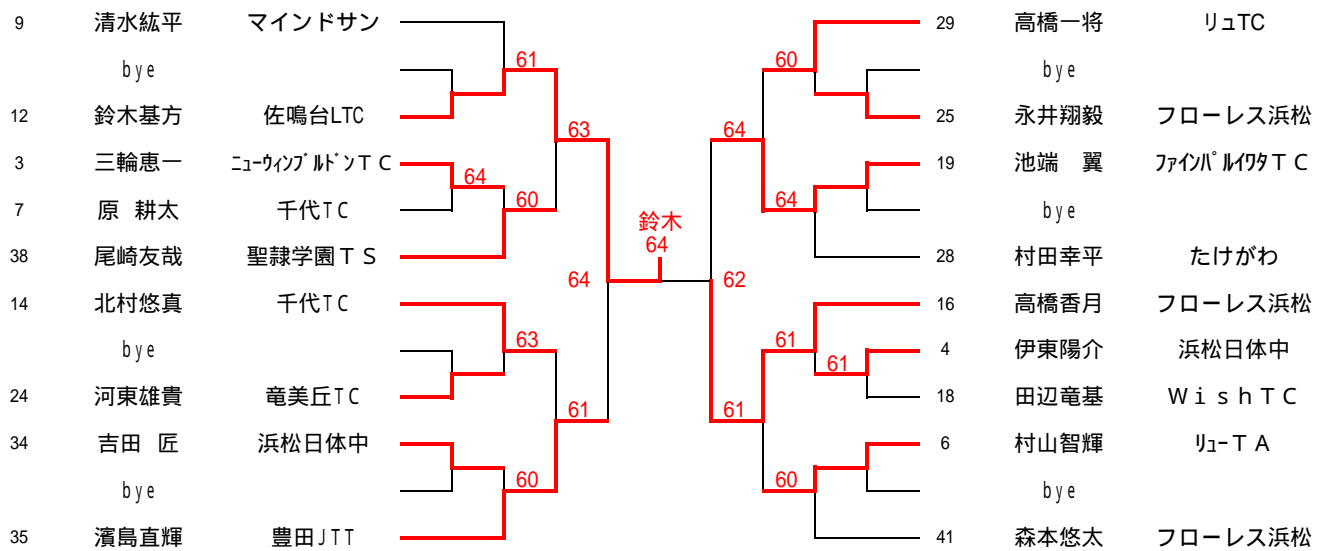 9 清水紘平 マインドサン
bye
12 鈴木基方 佐鳴台LTC
3 三輪恵一 ニューウィンブルドンＴＣ
7 原 耕太 千代TC
38 尾崎友哉 聖隷学園ＴＳ
14 北村悠真 千代TC
bye
24 河東雄貴 竜美丘TC
34 吉田 匠 浜松日体中
bye
35 濱島直輝 豊田JTT
61
64
60
63
63
60
61
64
鈴木
64
62
60
64
64
61
61
61
60
29 高橋一将 リュTC
bye
25 永井翔毅 フローレス浜松
19 池端 翼 ファインパルイワタＴＣ
bye
28 村田幸平 たけがわ
16 高橋香月 フローレス浜松
4 伊東陽介 浜松日体中
18 田辺竜基 ＷｉｓｈＴＣ
6 村山智輝 リューＴＡ
bye
41 森本悠太 フローレス浜松